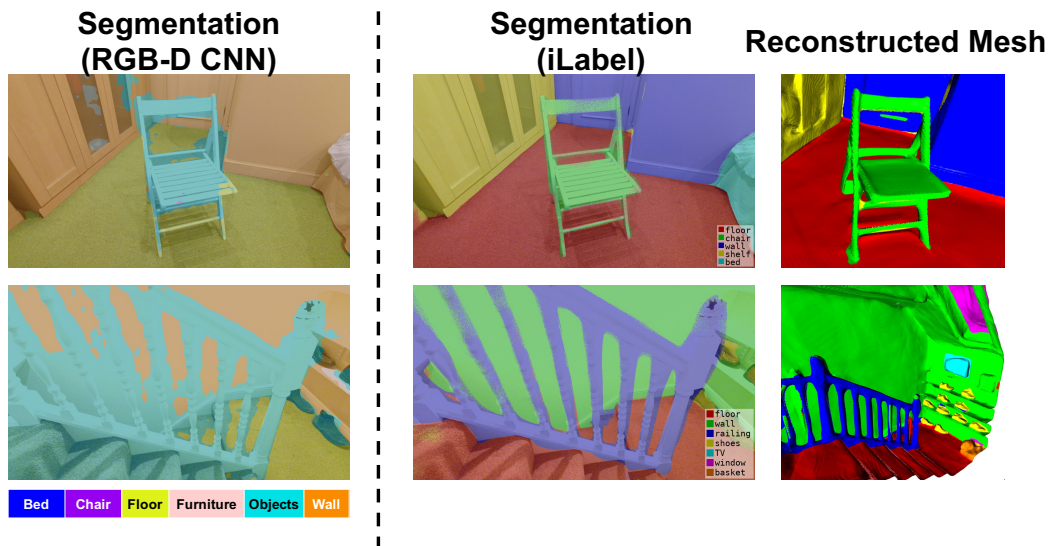 Segmentation
(RGB-D CNN)
Segmentation
(iLabel)
Reconstructed Mesh
floor
chair
wall
shelf
bed
floor
wall
railing
shoes
TV
window
basket
Bed Chair Floor Furniture Objects Wall